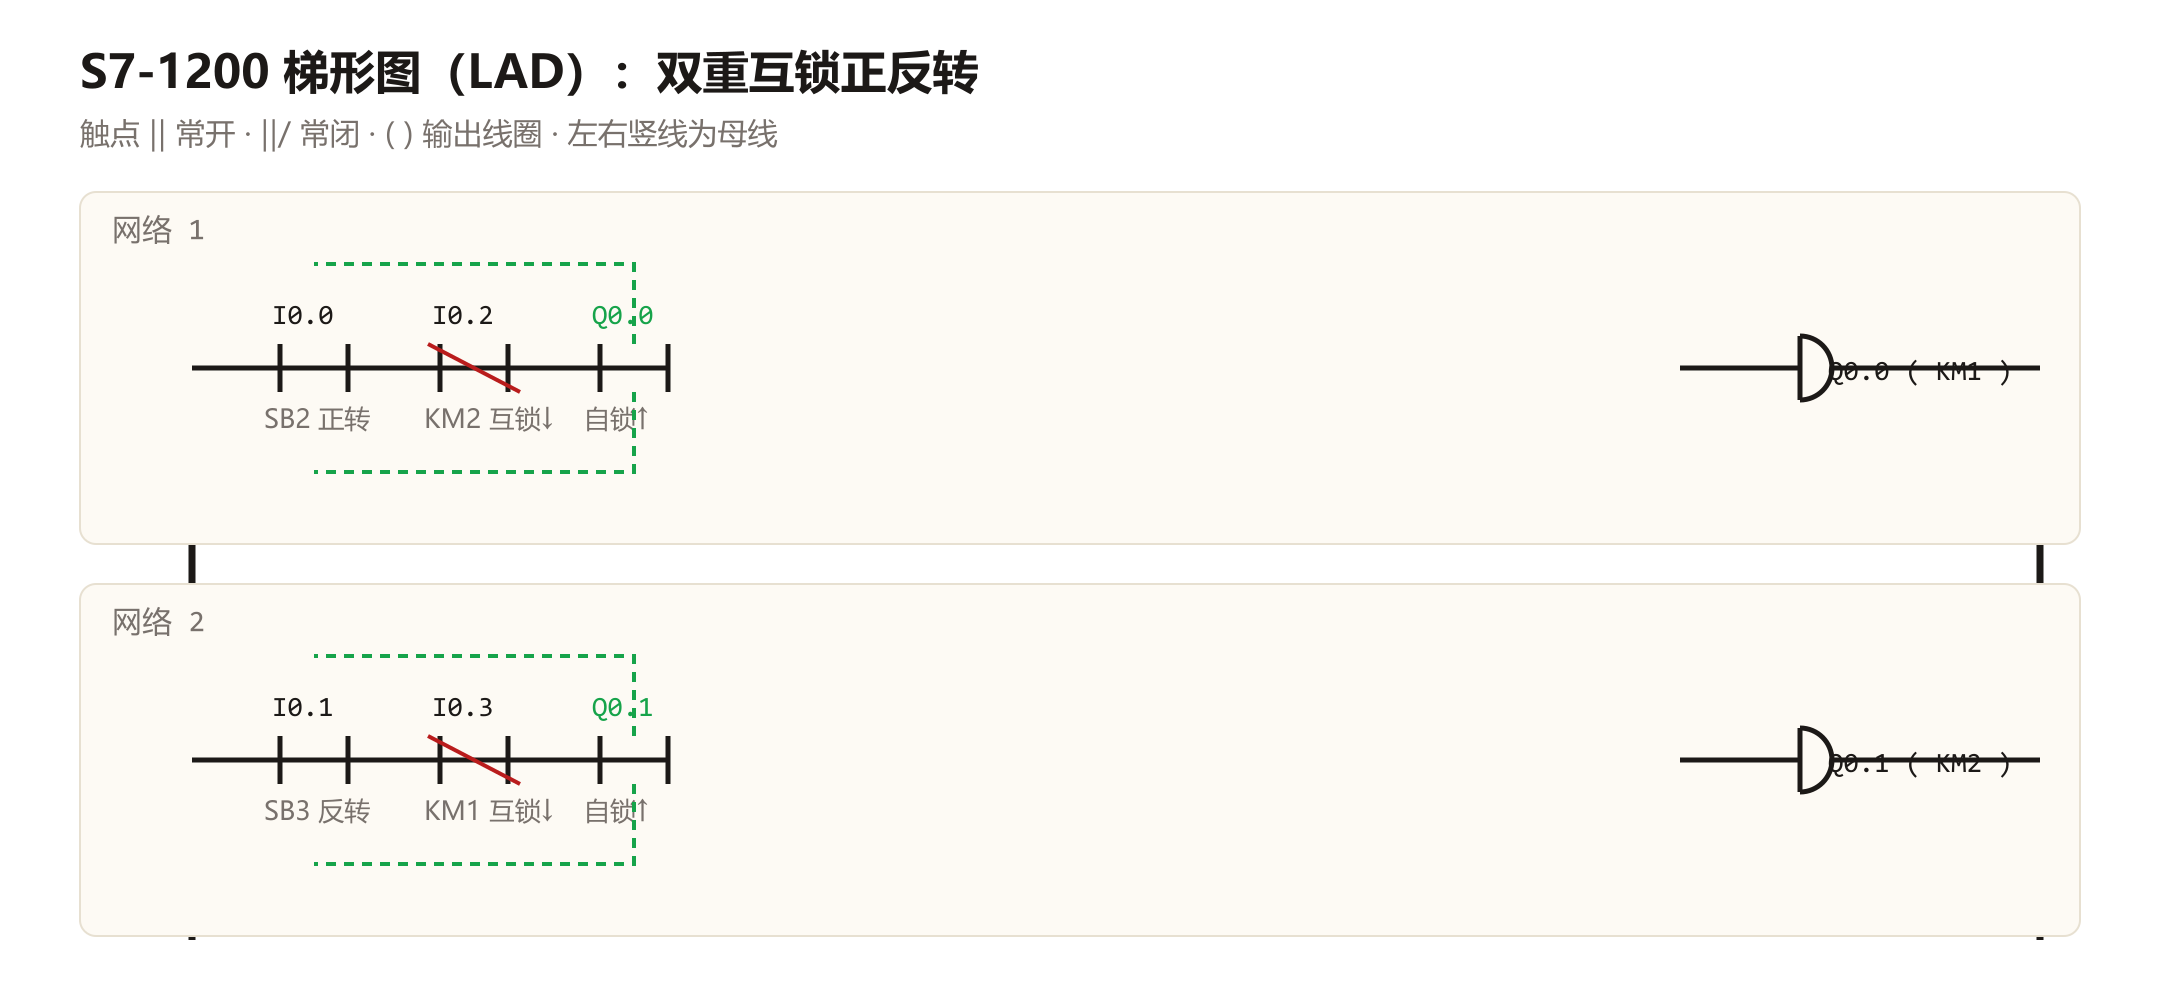 S7-1200 梯形图（LAD）：双重互锁正反转
触点 || 常开 · ||/ 常闭 · ( ) 输出线圈 · 左右竖线为母线
网络 1
I0.0 I0.2 Q0.0
Q0.0 ( KM1 )
SB2 正转 KM2 互锁↓ 自锁↑
网络 2
I0.1 I0.3 Q0.1
Q0.1 ( KM2 )
SB3 反转 KM1 互锁↓ 自锁↑